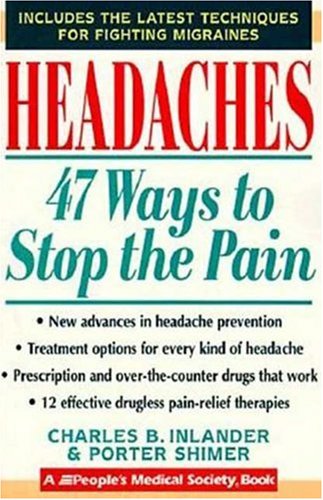 INCLUDES THE LATEST TECHNIQUES
FOR FIGHTING MIGRAINES
HEADACHES
47 Ways to
Stop the Pain
• New advances in headache prevention
• Treatment options for every kind of headache
• Prescription and over-the-counter drugs that work
• 12 effective drugless pain-relief therapies
CHARLES B. INLANDER
& PORTER SHIMER
A People's Medical Society® Book